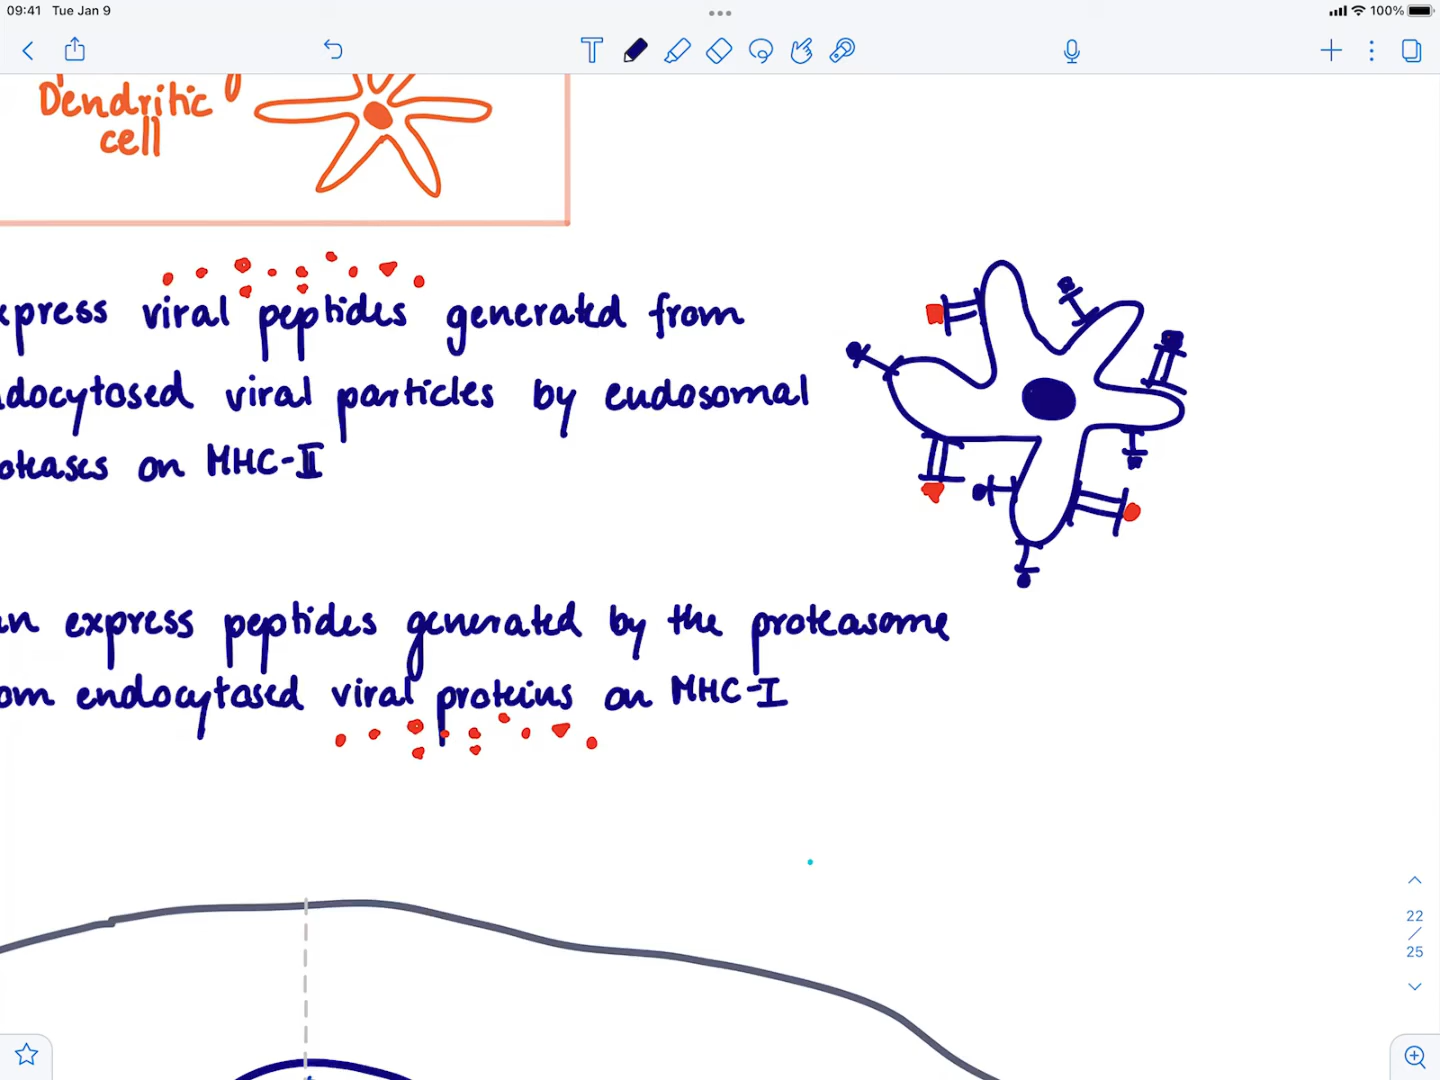 09:41 Tue Jan 9
100%
Dendritic
cell
xpress viral peptides generated from
docytosed viral particles by endosomal
oteases on MHC-II
n express peptides generated by the proteasome
om endocytosed viral proteins on MHC-I
22
/
25